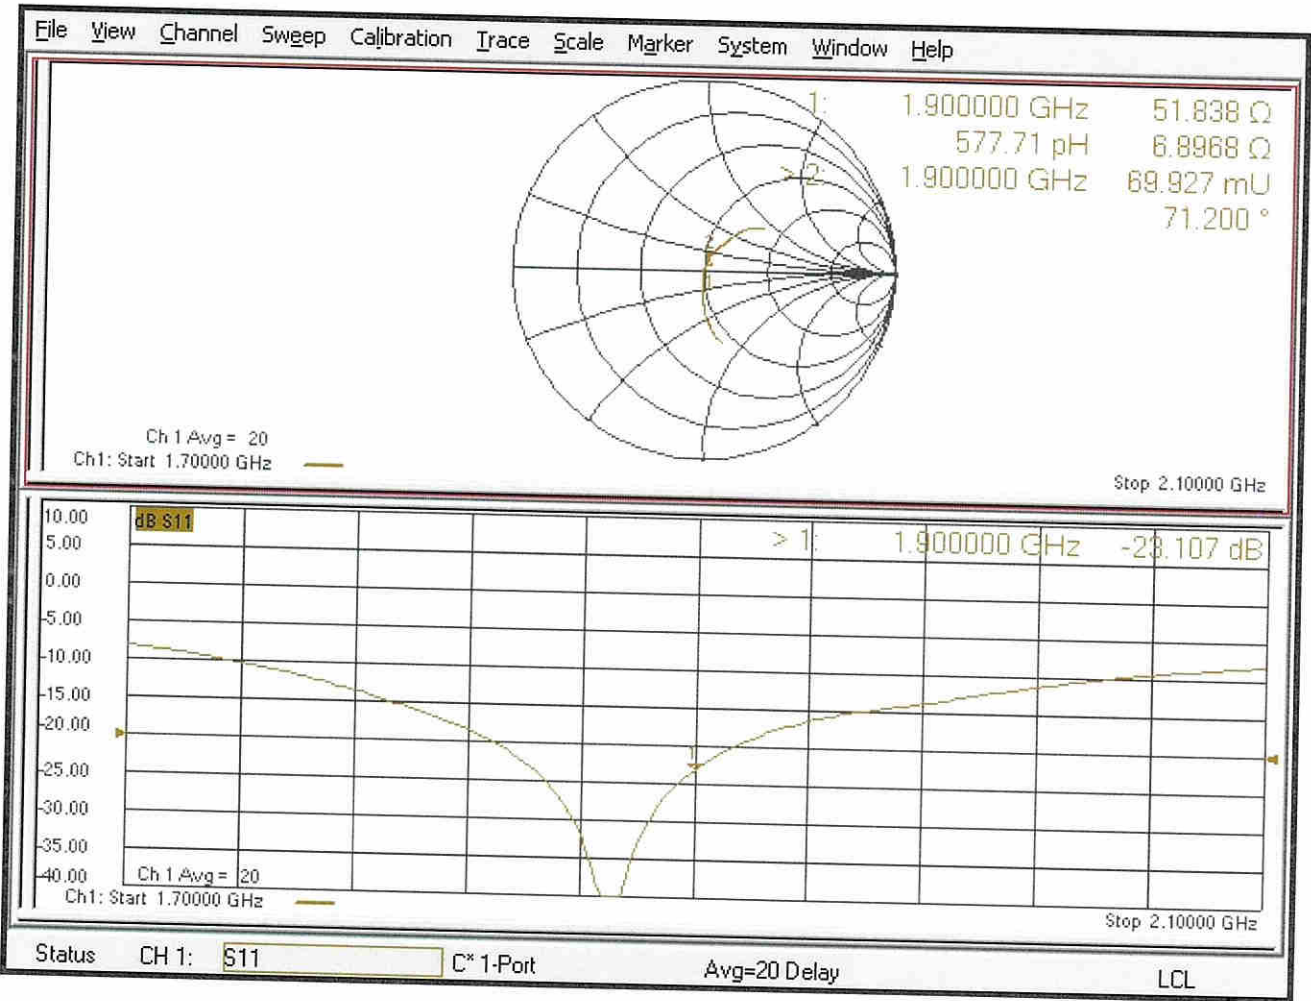 File View Channel Sweep Calibration Trace Scale Marker System Window Help
1: 1.900000 GHz 51.838 Ω
577.71 pH 6.8968 Ω
> 2: 1.900000 GHz 69.927 mU
71.200 °
Ch 1 Avg = 20
Ch1: Start 1.70000 GHz
Stop 2.10000 GHz
10.00
dB S11
> 1: 1.900000 GHz -23.107 dB
5.00
0.00
-5.00
-10.00
-15.00
-20.00
1
-25.00
-30.00
-35.00
-40.00
Ch 1 Avg = 20
Ch1: Start 1.70000 GHz
Stop 2.10000 GHz
Status CH 1: S11 C* 1-Port Avg=20 Delay LCL